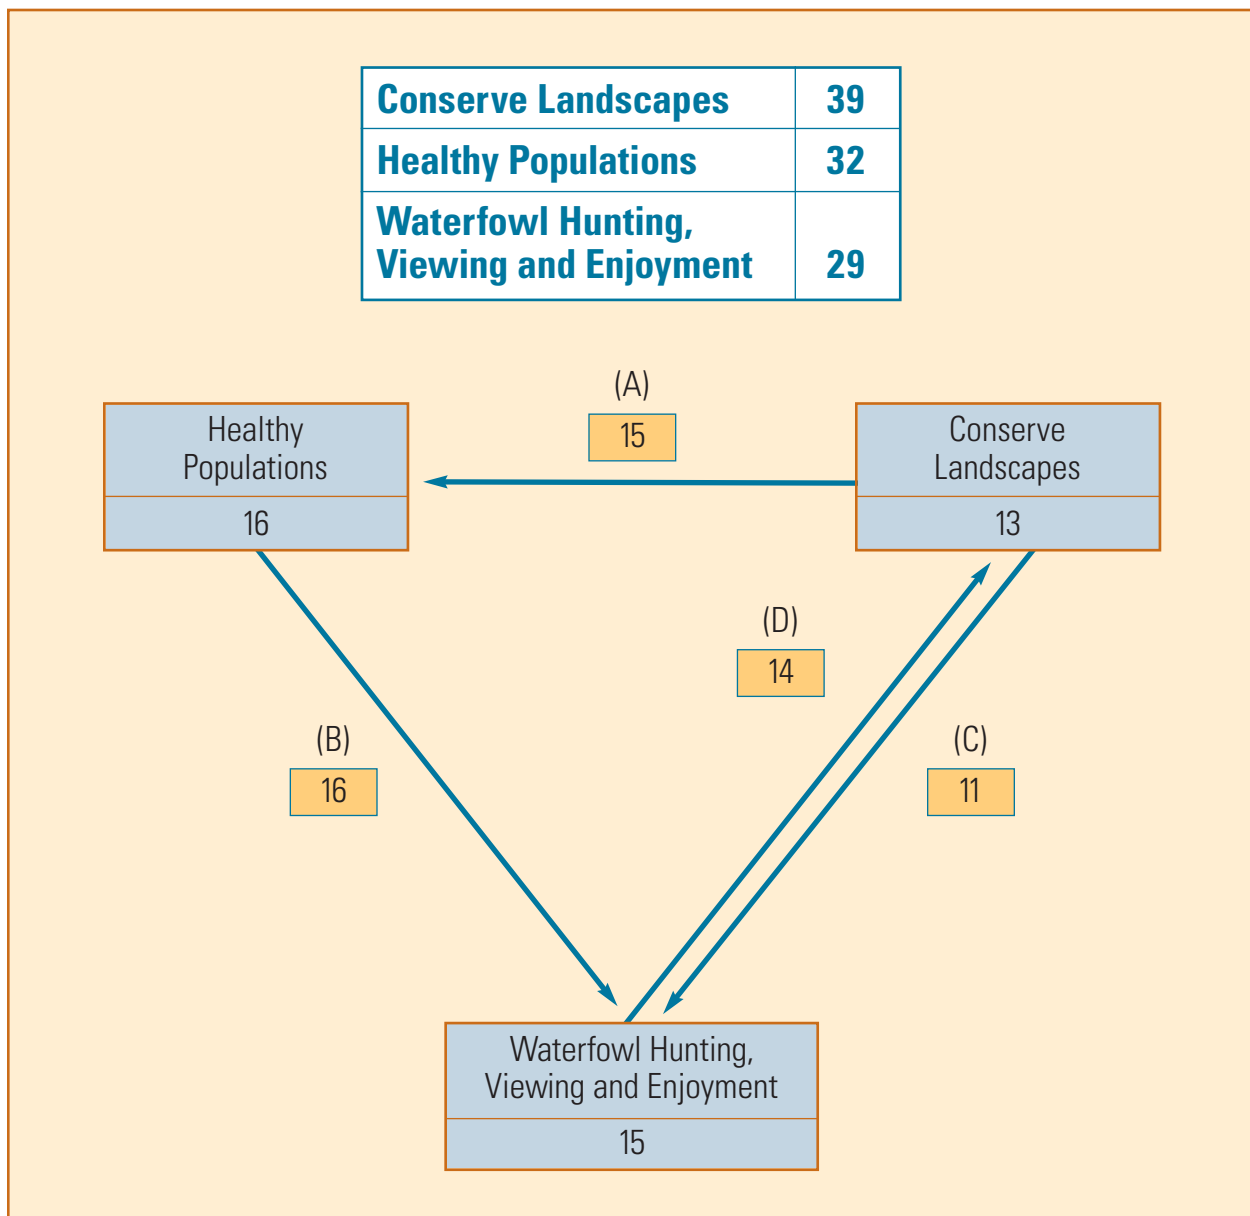 Conserve Landscapes 39
Healthy Populations 32
Waterfowl Hunting,
Viewing and Enjoyment 29
(A)
15
Healthy
Populations
16
Conserve
Landscapes
13
(D)
14
(B)
16
(C)
11
Waterfowl Hunting,
Viewing and Enjoyment
15